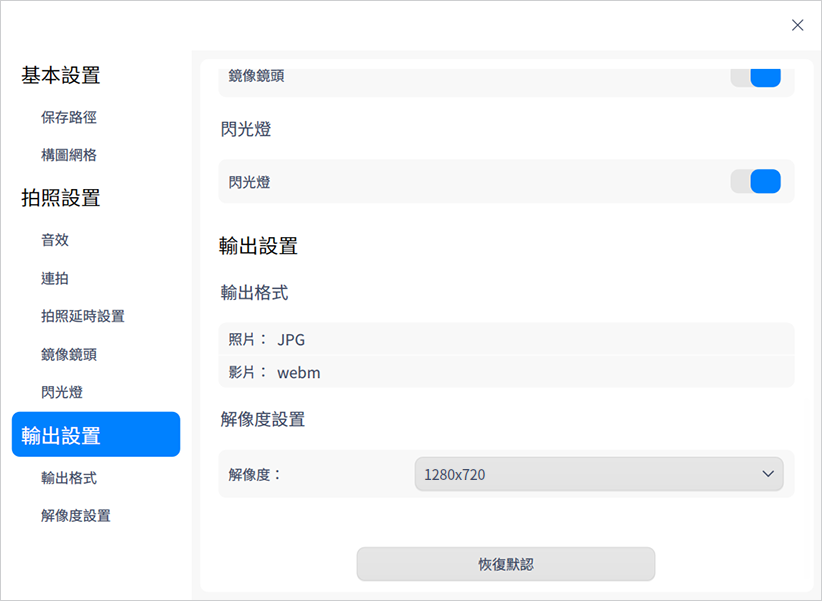 基本設置
保存路徑
構圖網格
拍照設置
音效
連拍
拍照延時設置
鏡像鏡頭
閃光燈
輸出設置
輸出格式
解像度設置
鏡像鏡頭
閃光燈
閃光燈
輸出設置
輸出格式
照片： JPG
影片： webm
解像度設置
解像度： 1280x720
恢復默認